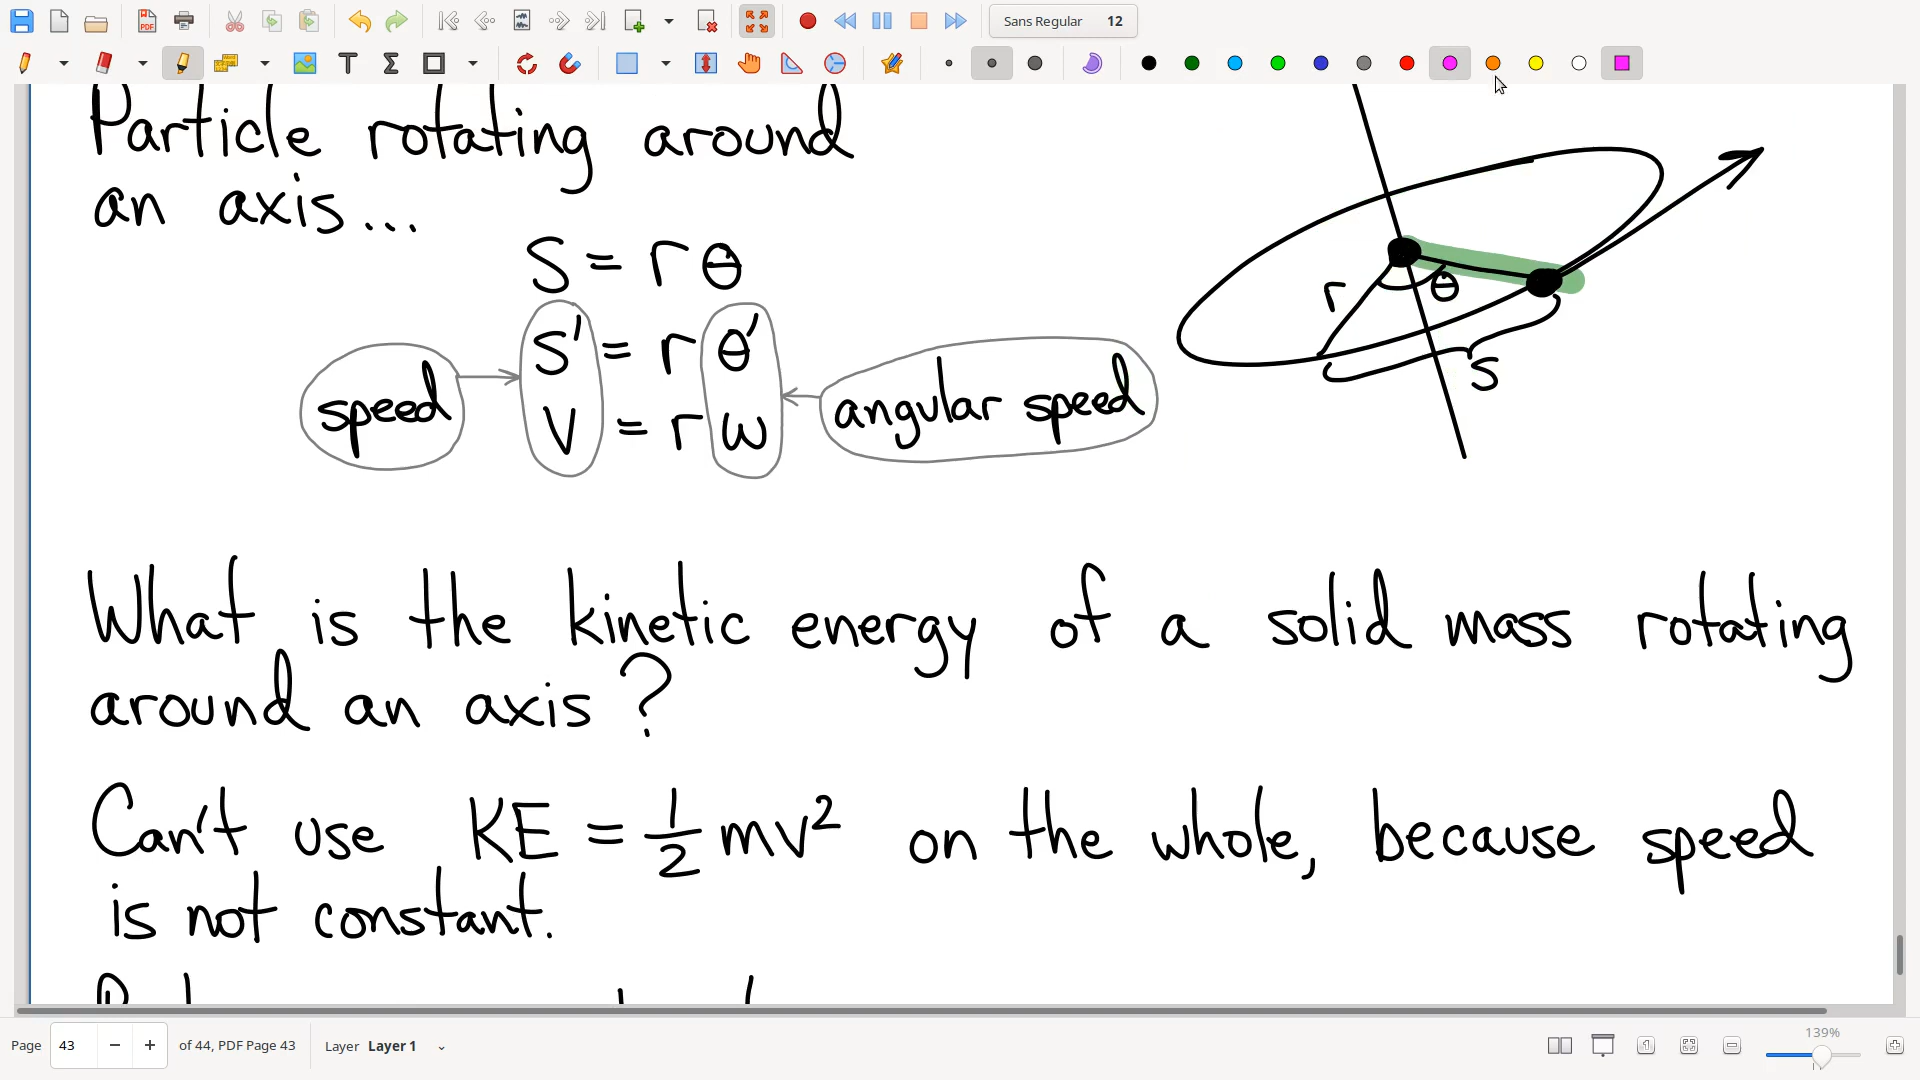 Sans Regular 12
Particle rotating around
an axis...
S = rθ
S' = rθ'
V = rw
speed
angular speed
r
θ
S
What is the kinetic energy of a solid mass rotating
around an axis?
Can't use KE = 1/2 mv² on the whole, because speed
is not constant.
Page 43 − + of 44, PDF Page 43 Layer Layer 1
139%